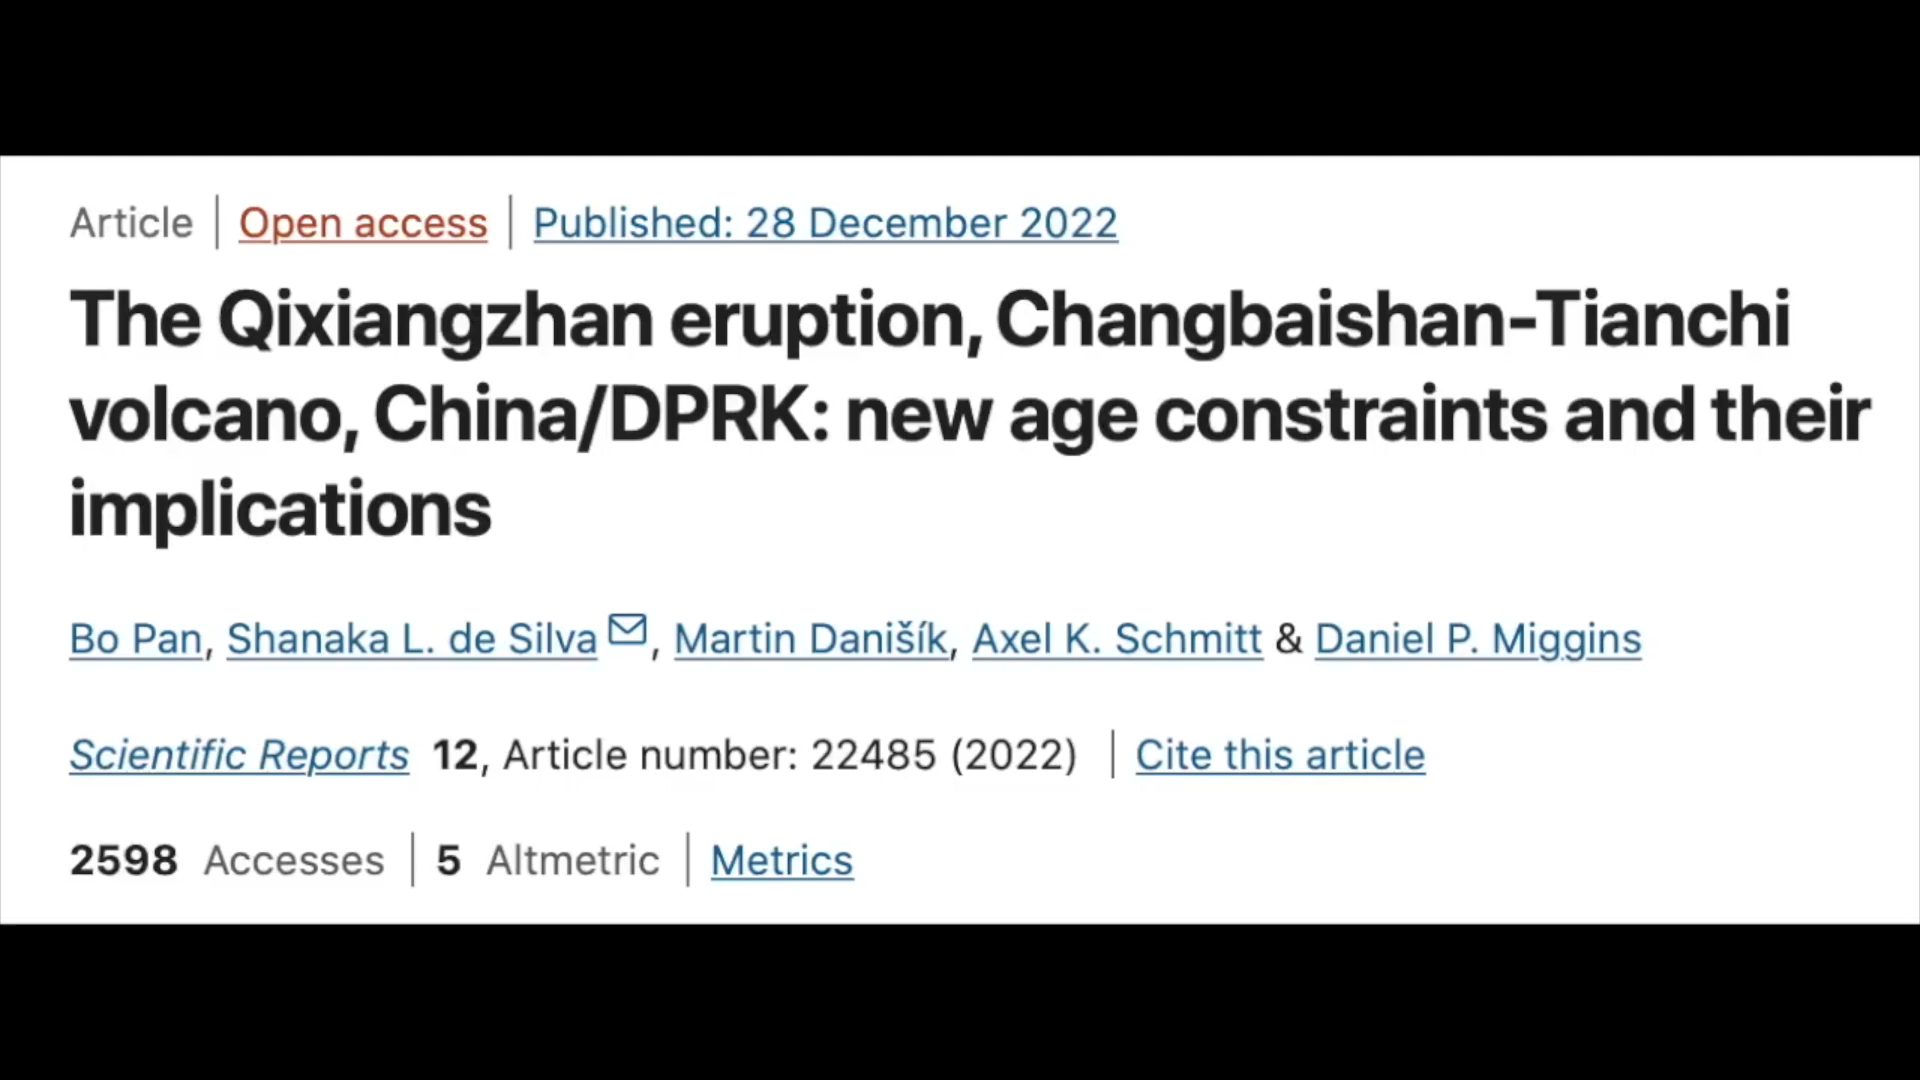 Article | Open access | Published: 28 December 2022
The Qixiangzhan eruption, Changbaishan-Tianchi
volcano, China/DPRK: new age constraints and their
implications
Bo Pan, Shanaka L. de Silva, Martin Danišík, Axel K. Schmitt & Daniel P. Miggins
Scientific Reports 12, Article number: 22485 (2022) | Cite this article
2598 Accesses | 5 Altmetric | Metrics